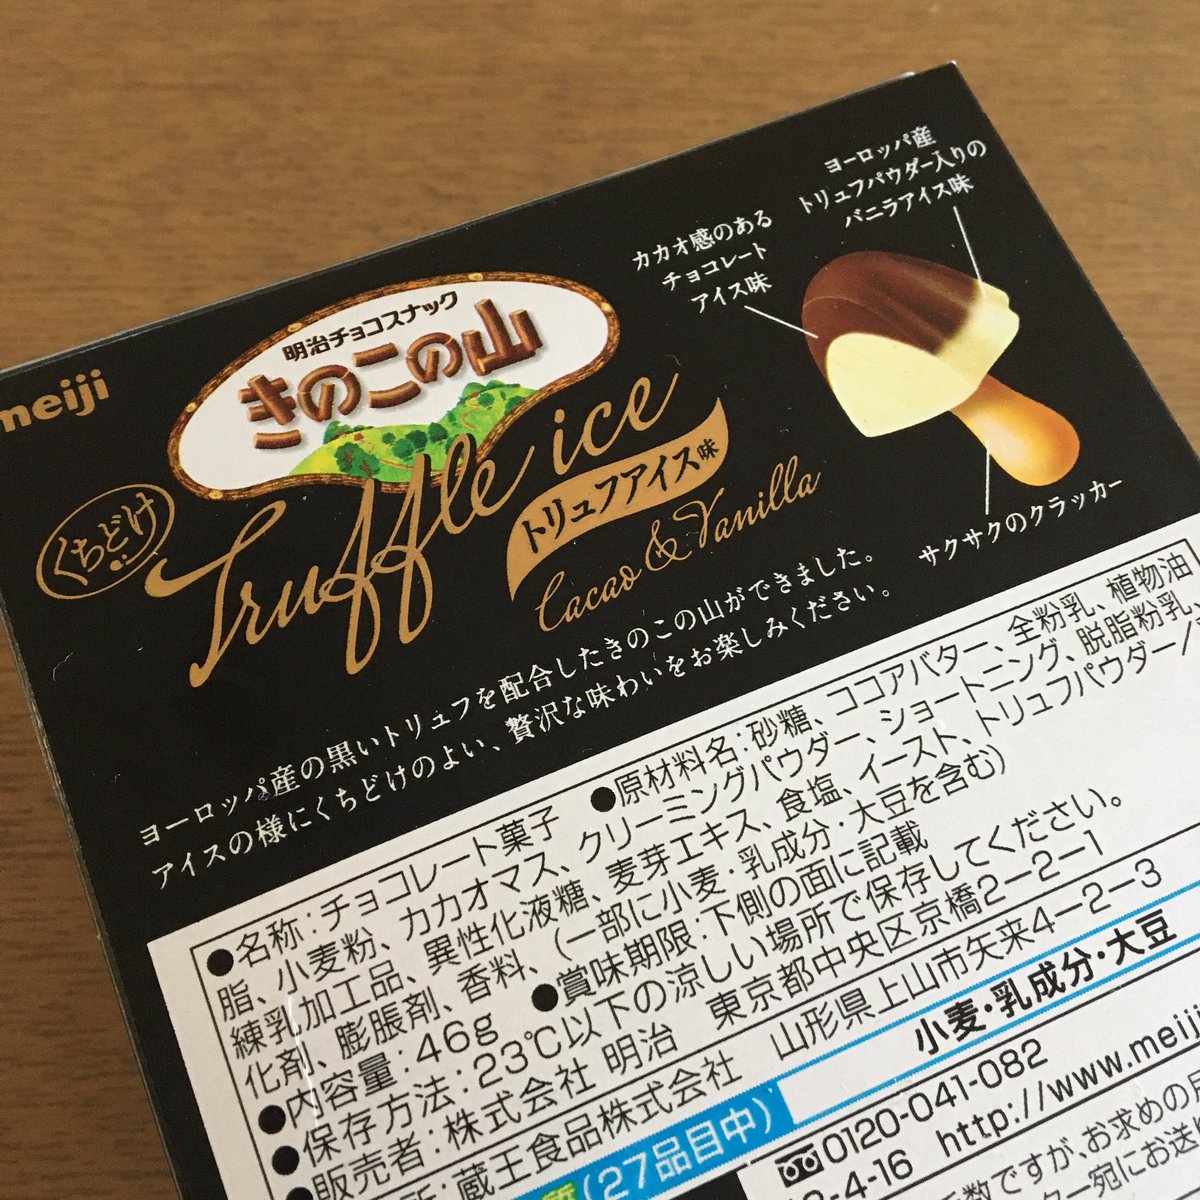 meiji
明治チョコスナック
きのこの山
くちどけ
Truffle ice
トリュフアイス味
Cacao & Vanilla
カカオ感のある
チョコレート
アイス味
ヨーロッパ産
トリュフパウダー入りの
バニラアイス味
サクサクのクラッカー
ヨーロッパ産の黒いトリュフを配合したきのこの山ができました。
アイスの様にくちどけのよい、贅沢な味わいをお楽しみください。
●名称:チョコレート菓子 ●原材料名:砂糖、ココアバター、全粉乳、植物油
脂、小麦粉、カカオマス、クリーミングパウダー、ショートニング、脱脂粉乳、
練乳加工品、異性化液糖、麦芽エキス、食塩、イースト、トリュフパウダー/
化剤、膨脹剤、香料、(一部に小麦・乳成分・大豆を含む)
●内容量:46g ●賞味期限:下側の面に記載
●保存方法:23℃以下の涼しい場所で保存してください。
●販売者:株式会社 明治 東京都中央区京橋2-2-1
所:蔵王食品株式会社 山形県上山市矢来4-2-3
(27品目中)
小麦・乳成分・大豆
0120-041-082
-4-16 http://www.meiji
数ですが、お求めの